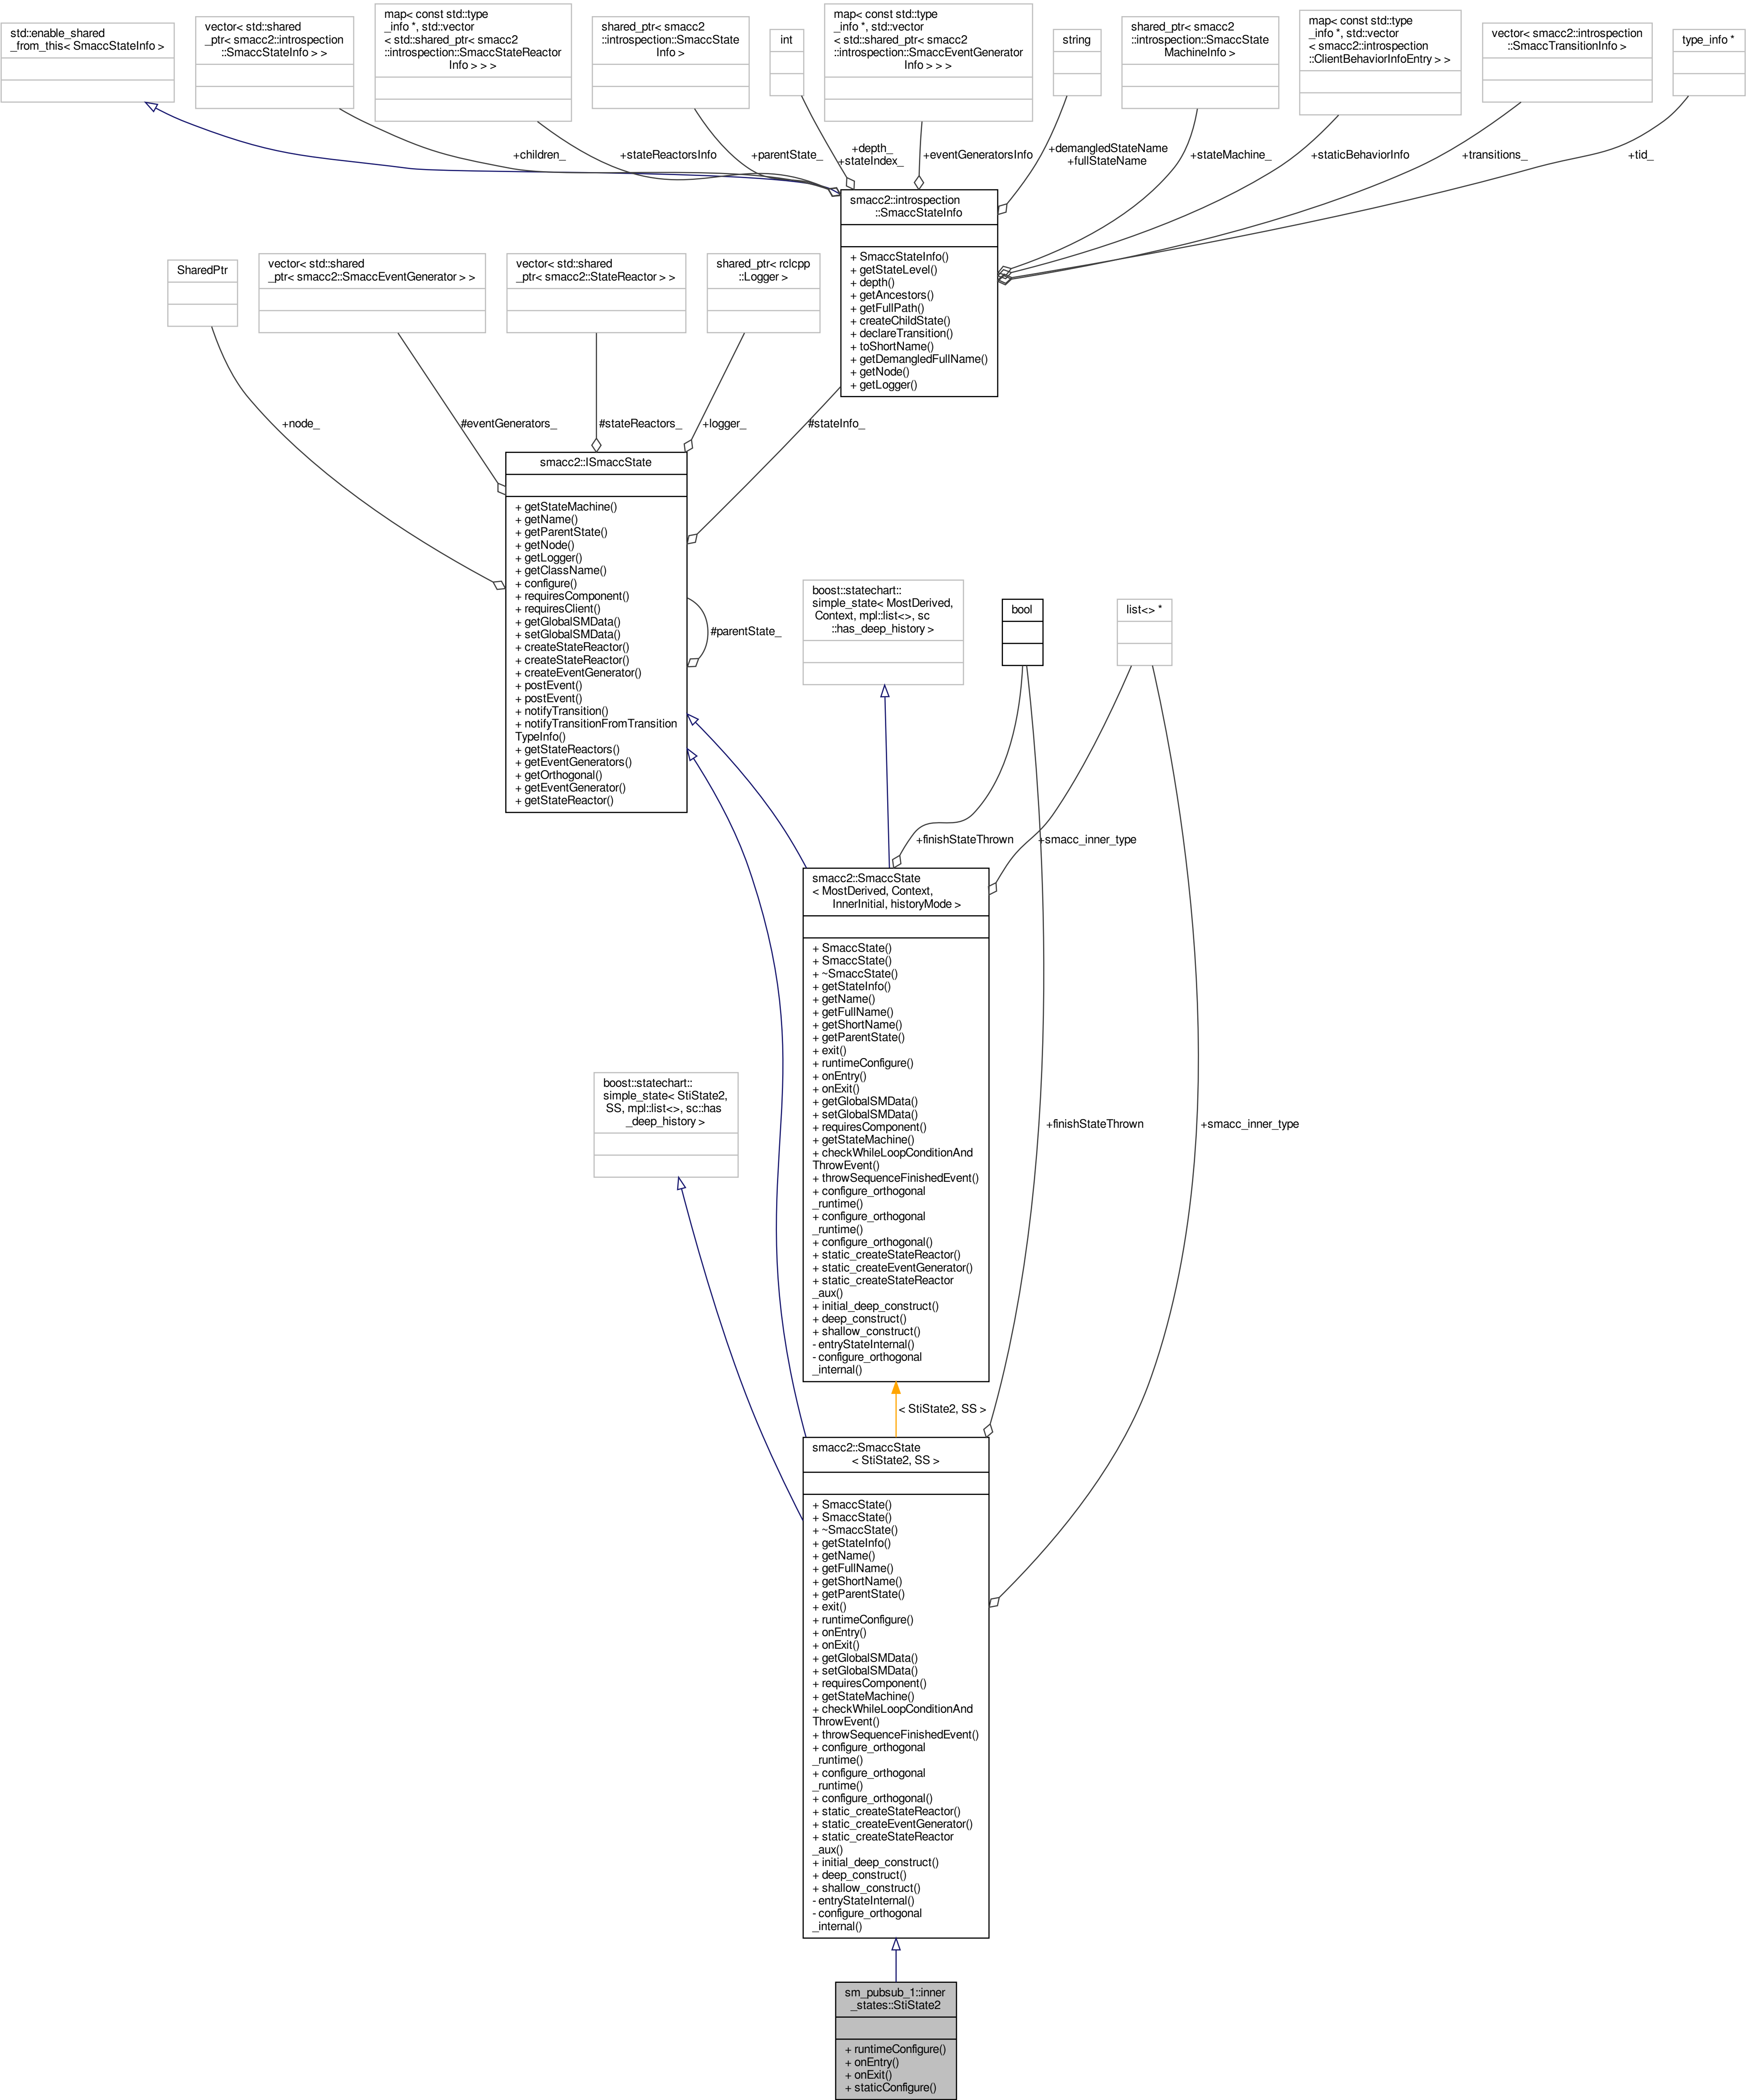 std::enable_shared
_from_this< SmaccStateInfo >
vector< std::shared
_ptr< smacc2::introspection
::SmaccStateInfo > >
map< const std::type
_info *, std::vector
< std::shared_ptr< smacc2
::introspection::SmaccStateReactor
Info > > >
shared_ptr< smacc2
::introspection::SmaccState
Info >
int
map< const std::type
_info *, std::vector
< std::shared_ptr< smacc2
::introspection::SmaccEventGenerator
Info > > >
string
shared_ptr< smacc2
::introspection::SmaccState
MachineInfo >
map< const std::type
_info *, std::vector
< smacc2::introspection
::ClientBehaviorInfoEntry > >
vector< smacc2::introspection
::SmaccTransitionInfo >
type_info *
+children_
+stateReactorsInfo
+parentState_
+depth_
+stateIndex_
+eventGeneratorsInfo
+demangledStateName
+fullStateName
+stateMachine_
+staticBehaviorInfo
+transitions_
+tid_
smacc2::introspection
::SmaccStateInfo
+ SmaccStateInfo()
+ getStateLevel()
+ depth()
+ getAncestors()
+ getFullPath()
+ createChildState()
+ declareTransition()
+ toShortName()
+ getDemangledFullName()
+ getNode()
+ getLogger()
SharedPtr
vector< std::shared
_ptr< smacc2::SmaccEventGenerator > >
vector< std::shared
_ptr< smacc2::StateReactor > >
shared_ptr< rclcpp
::Logger >
+node_
#eventGenerators_
#stateReactors_
+logger_
#stateInfo_
smacc2::ISmaccState
+ getStateMachine()
+ getName()
+ getParentState()
+ getNode()
+ getLogger()
+ getClassName()
+ configure()
+ requiresComponent()
+ requiresClient()
+ getGlobalSMData()
+ setGlobalSMData()
+ createStateReactor()
+ createStateReactor()
+ createEventGenerator()
+ postEvent()
+ postEvent()
+ notifyTransition()
+ notifyTransitionFromTransition
TypeInfo()
+ getStateReactors()
+ getEventGenerators()
+ getOrthogonal()
+ getEventGenerator()
+ getStateReactor()
#parentState_
boost::statechart::
simple_state< MostDerived,
Context, mpl::list<>, sc
::has_deep_history >
bool
list<> *
+finishStateThrown
+smacc_inner_type
smacc2::SmaccState
< MostDerived, Context,
InnerInitial, historyMode >
+ SmaccState()
+ SmaccState()
+ ~SmaccState()
+ getStateInfo()
+ getName()
+ getFullName()
+ getShortName()
+ getParentState()
+ exit()
+ runtimeConfigure()
+ onEntry()
+ onExit()
+ getGlobalSMData()
+ setGlobalSMData()
+ requiresComponent()
+ getStateMachine()
+ checkWhileLoopConditionAnd
ThrowEvent()
+ throwSequenceFinishedEvent()
+ configure_orthogonal
_runtime()
+ configure_orthogonal
_runtime()
+ configure_orthogonal()
+ static_createStateReactor()
+ static_createEventGenerator()
+ static_createStateReactor
_aux()
+ initial_deep_construct()
+ deep_construct()
+ shallow_construct()
- entryStateInternal()
- configure_orthogonal
_internal()
boost::statechart::
simple_state< StiState2,
SS, mpl::list<>, sc::has
_deep_history >
+finishStateThrown
+smacc_inner_type
< StiState2, SS >
smacc2::SmaccState
< StiState2, SS >
+ SmaccState()
+ SmaccState()
+ ~SmaccState()
+ getStateInfo()
+ getName()
+ getFullName()
+ getShortName()
+ getParentState()
+ exit()
+ runtimeConfigure()
+ onEntry()
+ onExit()
+ getGlobalSMData()
+ setGlobalSMData()
+ requiresComponent()
+ getStateMachine()
+ checkWhileLoopConditionAnd
ThrowEvent()
+ throwSequenceFinishedEvent()
+ configure_orthogonal
_runtime()
+ configure_orthogonal
_runtime()
+ configure_orthogonal()
+ static_createStateReactor()
+ static_createEventGenerator()
+ static_createStateReactor
_aux()
+ initial_deep_construct()
+ deep_construct()
+ shallow_construct()
- entryStateInternal()
- configure_orthogonal
_internal()
sm_pubsub_1::inner
_states::StiState2
+ runtimeConfigure()
+ onEntry()
+ onExit()
+ staticConfigure()